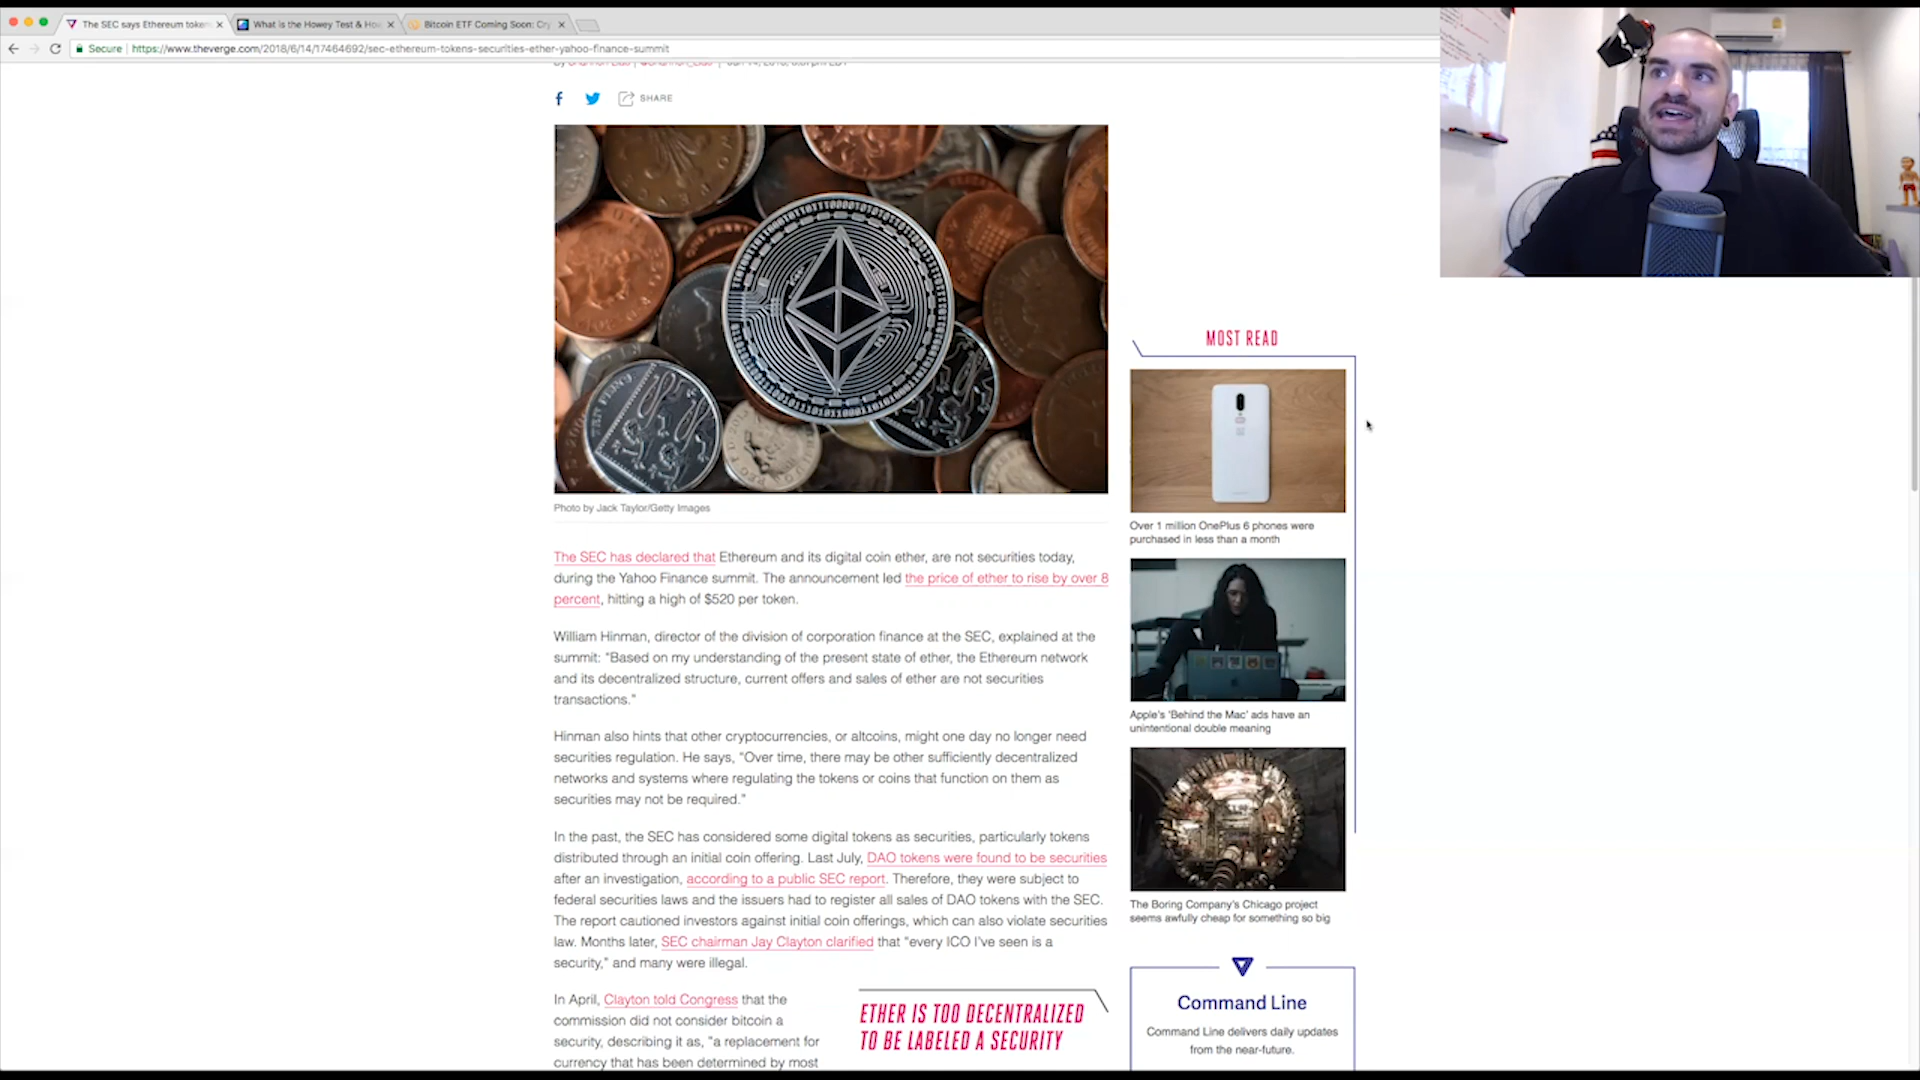 The SEC says Ethereum token
What is the Howey Test & Ho
Bitcoin ETF Coming Soon: Cry
Secure
https://www.theverge.com/2018/6/14/17464692/sec-ethereum-tokens-securities-ether-yahoo-finance-summit
SHARE
Photo by Jack Taylor/Getty Images
The SEC has declared that Ethereum and its digital coin ether, are not securities today,
during the Yahoo Finance summit. The announcement led the price of ether to rise by over 8
percent, hitting a high of $520 per token.
William Hinman, director of the division of corporation finance at the SEC, explained at the
summit: “Based on my understanding of the present state of ether, the Ethereum network
and its decentralized structure, current offers and sales of ether are not securities
transactions.”
Hinman also hints that other cryptocurrencies, or altcoins, might one day no longer need
securities regulation. He says, “Over time, there may be other sufficiently decentralized
networks and systems where regulating the tokens or coins that function on them as
securities may not be required.”
In the past, the SEC has considered some digital tokens as securities, particularly tokens
distributed through an initial coin offering. Last July, DAO tokens were found to be securities
after an investigation, according to a public SEC report. Therefore, they were subject to
federal securities laws and the issuers had to register all sales of DAO tokens with the SEC.
The report cautioned investors against initial coin offerings, which can also violate securities
law. Months later, SEC chairman Jay Clayton clarified that “every ICO I’ve seen is a
security,” and many were illegal.
In April, Clayton told Congress that the
commission did not consider bitcoin a
security, describing it as, “a replacement for
currency that has been determined by most
ETHER IS TOO DECENTRALIZED
TO BE LABELED A SECURITY
MOST READ
Over 1 million OnePlus 6 phones were
purchased in less than a month
Apple’s ‘Behind the Mac’ ads have an
unintentional double meaning
The Boring Company’s Chicago project
seems awfully cheap for something so big
Command Line
Command Line delivers daily updates
from the near-future.